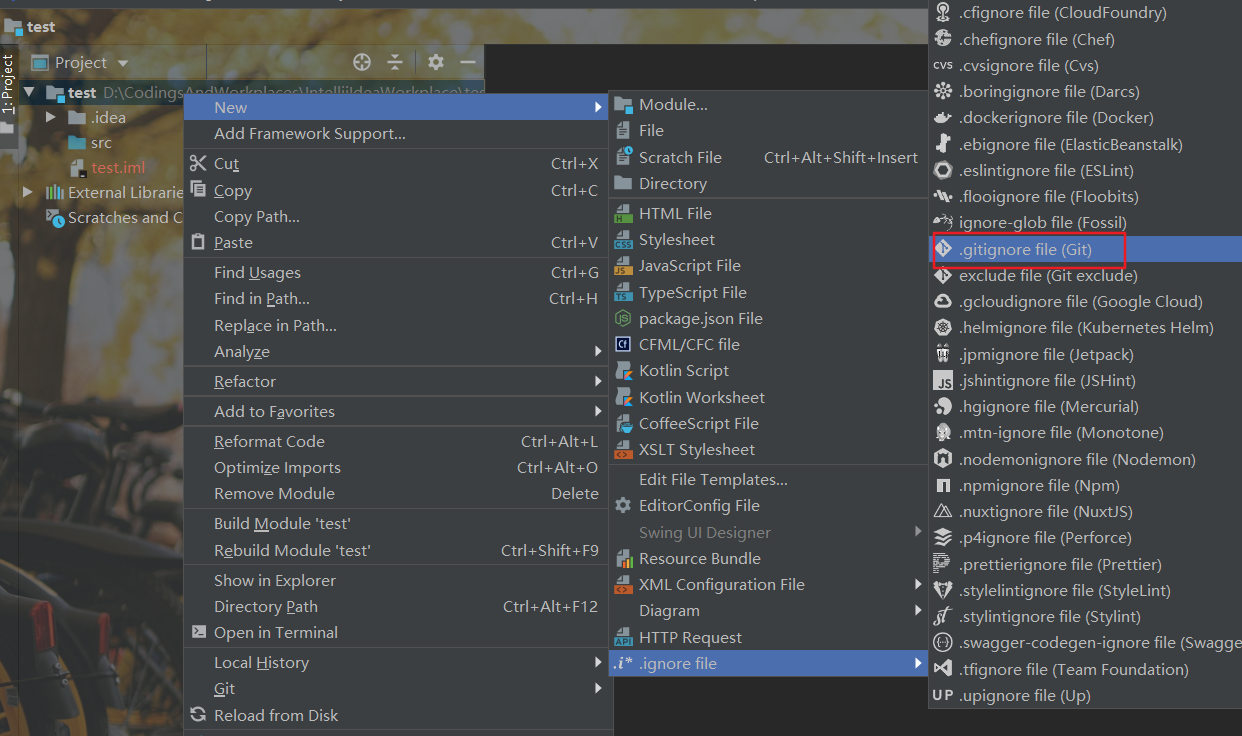 test
Project
1: Project
test D:\CodingsAndWorkplaces\IntellijIdeaWorkplace\tes
.idea
src
test.iml
External Librarie
Scratches and C
New
Add Framework Support...
Cut Ctrl+X
Copy Ctrl+C
Copy Path...
Paste Ctrl+V
Find Usages Ctrl+G
Find in Path... Ctrl+H
Replace in Path...
Analyze
Refactor
Add to Favorites
Reformat Code Ctrl+Alt+L
Optimize Imports Ctrl+Alt+O
Remove Module Delete
Build Module 'test'
Rebuild Module 'test' Ctrl+Shift+F9
Show in Explorer
Directory Path Ctrl+Alt+F12
Open in Terminal
Local History
Git
Reload from Disk
Module...
File
Scratch File Ctrl+Alt+Shift+Insert
Directory
HTML File
Stylesheet
JavaScript File
TypeScript File
package.json File
CFML/CFC file
Kotlin Script
Kotlin Worksheet
CoffeeScript File
XSLT Stylesheet
Edit File Templates...
EditorConfig File
Swing UI Designer
Resource Bundle
XML Configuration File
Diagram
HTTP Request
.i* .ignore file
.cfignore file (CloudFoundry)
.chefignore file (Chef)
CVS .cvsignore file (Cvs)
.boringignore file (Darcs)
.dockerignore file (Docker)
.ebignore file (ElasticBeanstalk)
.eslintignore file (ESLint)
.flooignore file (Floobits)
ignore-glob file (Fossil)
.gitignore file (Git)
exclude file (Git exclude)
.gcloudignore file (Google Cloud)
.helmignore file (Kubernetes Helm)
.jpmignore file (Jetpack)
JS .jshintignore file (JSHint)
.hgignore file (Mercurial)
.mtn-ignore file (Monotone)
.nodemonignore file (Nodemon)
.npmignore file (Npm)
.nuxtignore file (NuxtJS)
.p4ignore file (Perforce)
.prettierignore file (Prettier)
.stylelintignore file (StyleLint)
.stylintignore file (Stylint)
.swagger-codegen-ignore file (Swagge
.tfignore file (Team Foundation)
UP .upignore file (Up)